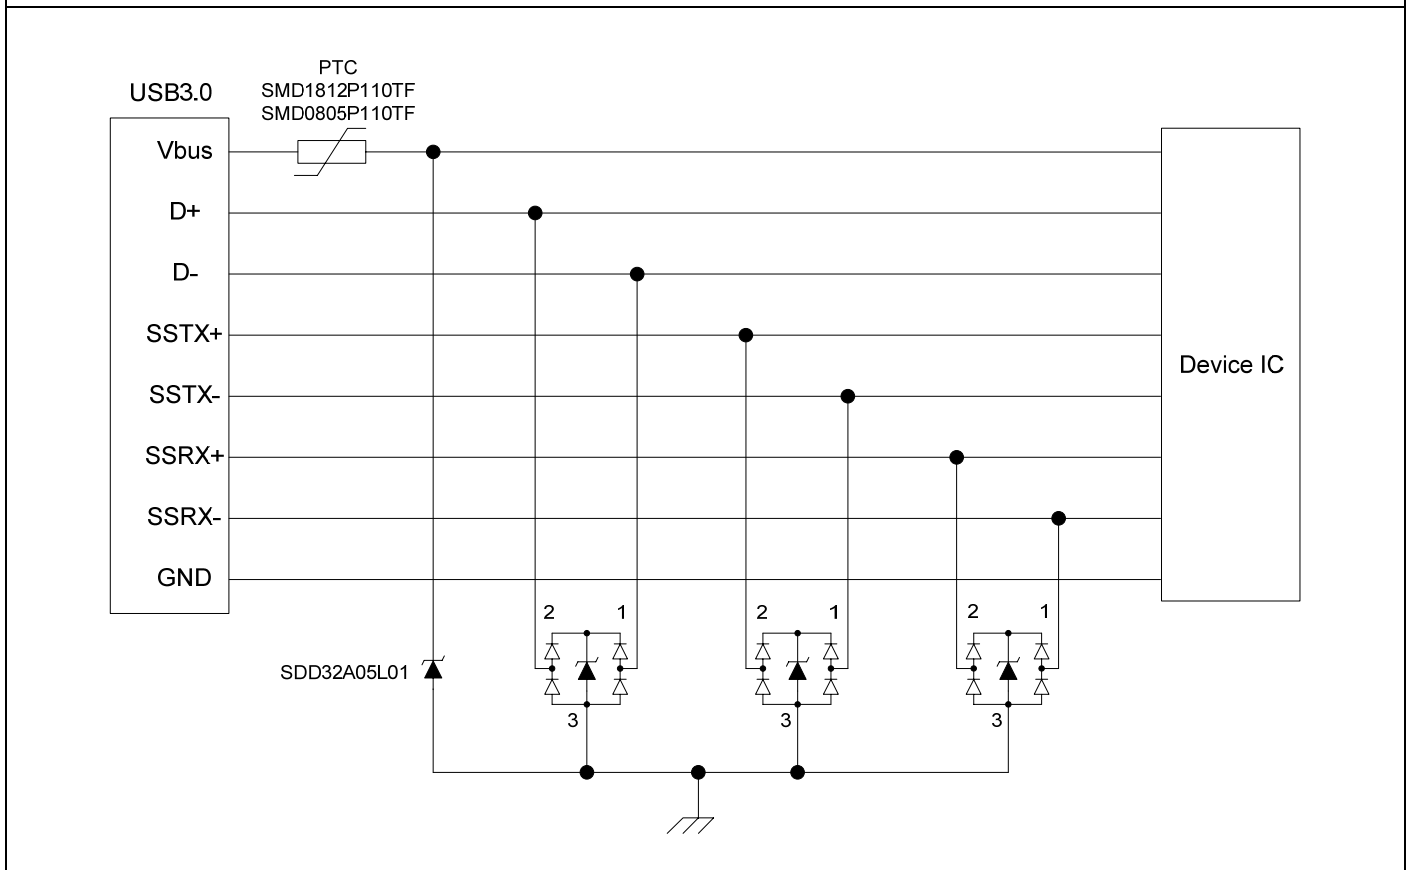 PTC
SMD1812P110TF
SMD0805P110TF
USB3.0
Vbus
D+
D-
SSTX+
SSTX-
SSRX+
SSRX-
GND
Device IC
2 1
2 1
2 1
SDD32A05L01
3
3
3